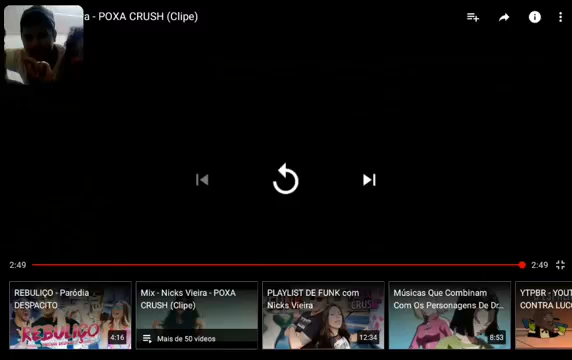 a - POXA CRUSH (Clipe)
2:49
2:49
REBULIÇO - Paródia
DESPACITO
REBULIÇO
4:16
Mix - Nicks Vieira - POXA
CRUSH (Clipe)
Mais de 50 vídeos
PLAYLIST DE FUNK com
Nicks Vieira
12:34
Músicas Que Combinam
Com Os Personagens De Dr...
8:53
YTPBR - YOUT
CONTRA LUC